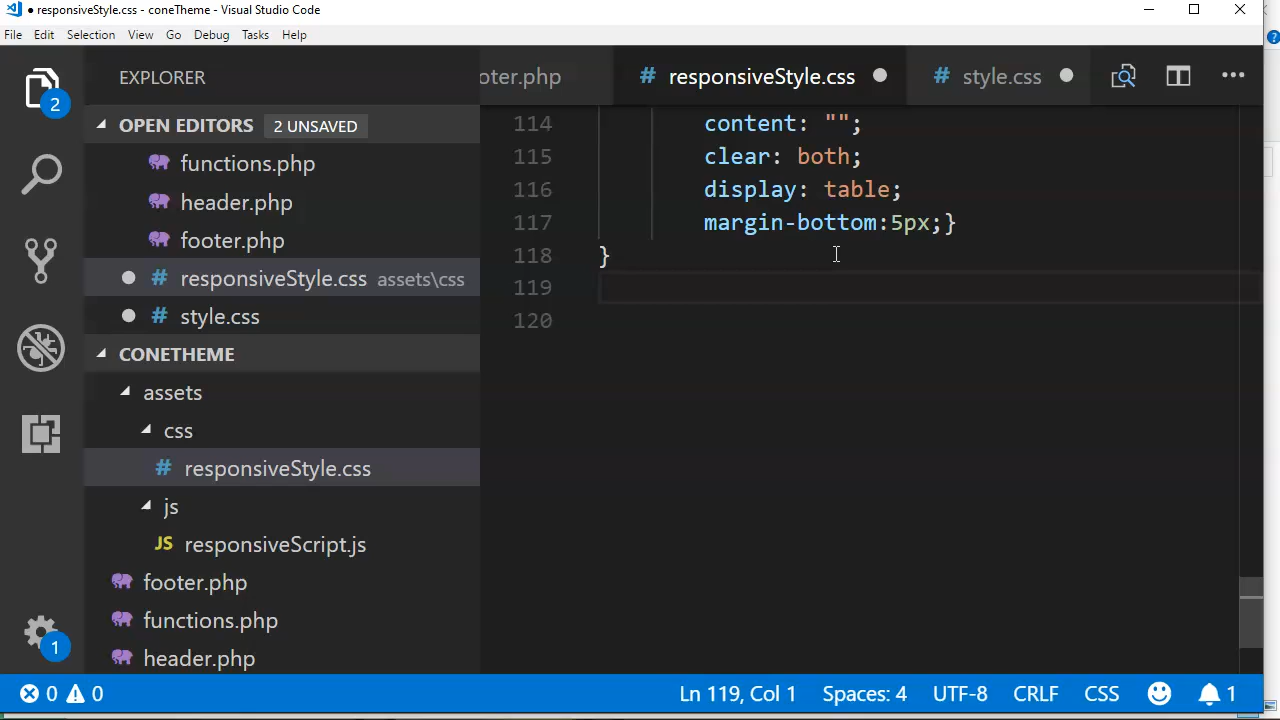 responsiveStyle.css - coneTheme - Visual Studio Code
File Edit Selection View Go Debug Tasks Help
EXPLORER
oter.php # responsiveStyle.css # style.css
OPEN EDITORS 2 UNSAVED
functions.php
header.php
footer.php
# responsiveStyle.css assets\css
# style.css
CONETHEME
assets
css
# responsiveStyle.css
js
JS responsiveScript.js
footer.php
functions.php
header.php
2
1
114 content: "";
115 clear: both;
116 display: table;
117 margin-bottom:5px;}
118 }
119
120
0 0 Ln 119, Col 1 Spaces: 4 UTF-8 CRLF CSS 1